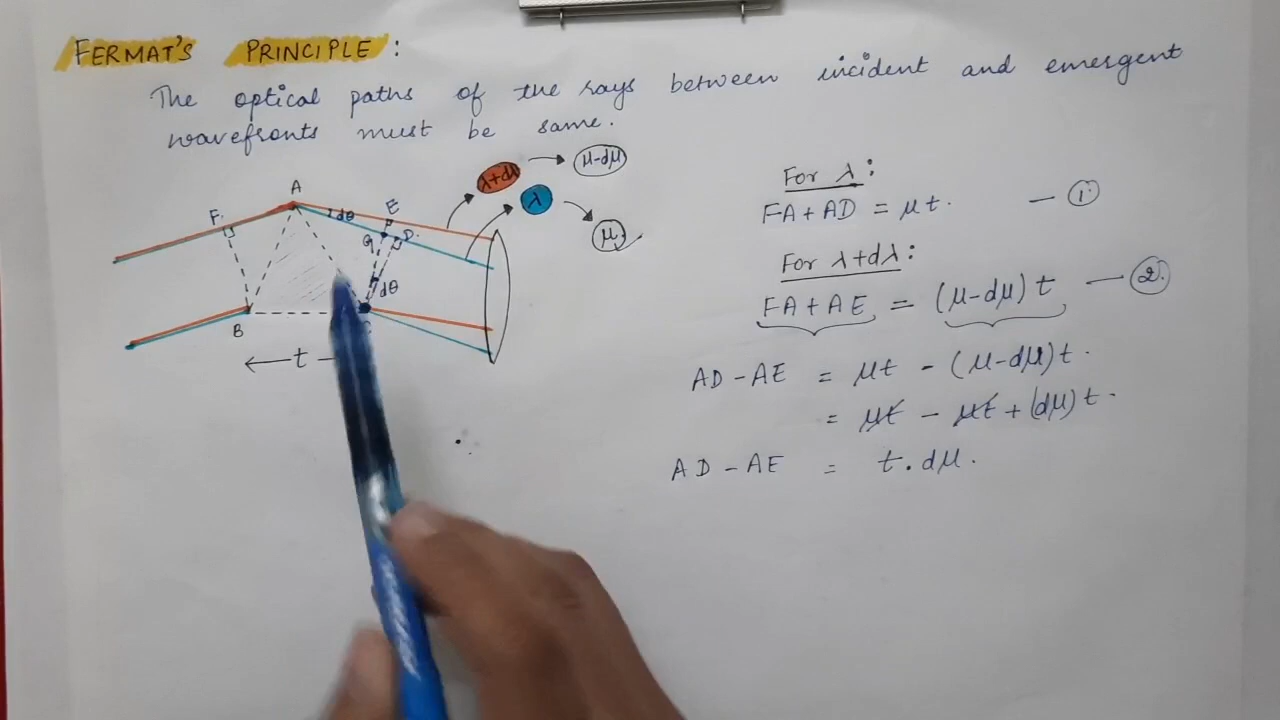 FERMAT'S PRINCIPLE :
The optical paths of the rays between incident and emergent
wavefronts must be same.
λ+dλ → μ-dμ
λ
μ
A
F
dθ
E
G
D
dθ
B
C
← t
For λ:
FA + AD = μt. — ①
For λ+dλ:
FA + AE = (μ-dμ) t — ②
AD - AE = μt - (μ-dμ)t.
= μt - μt + (dμ) t.
AD - AE = t. dμ.